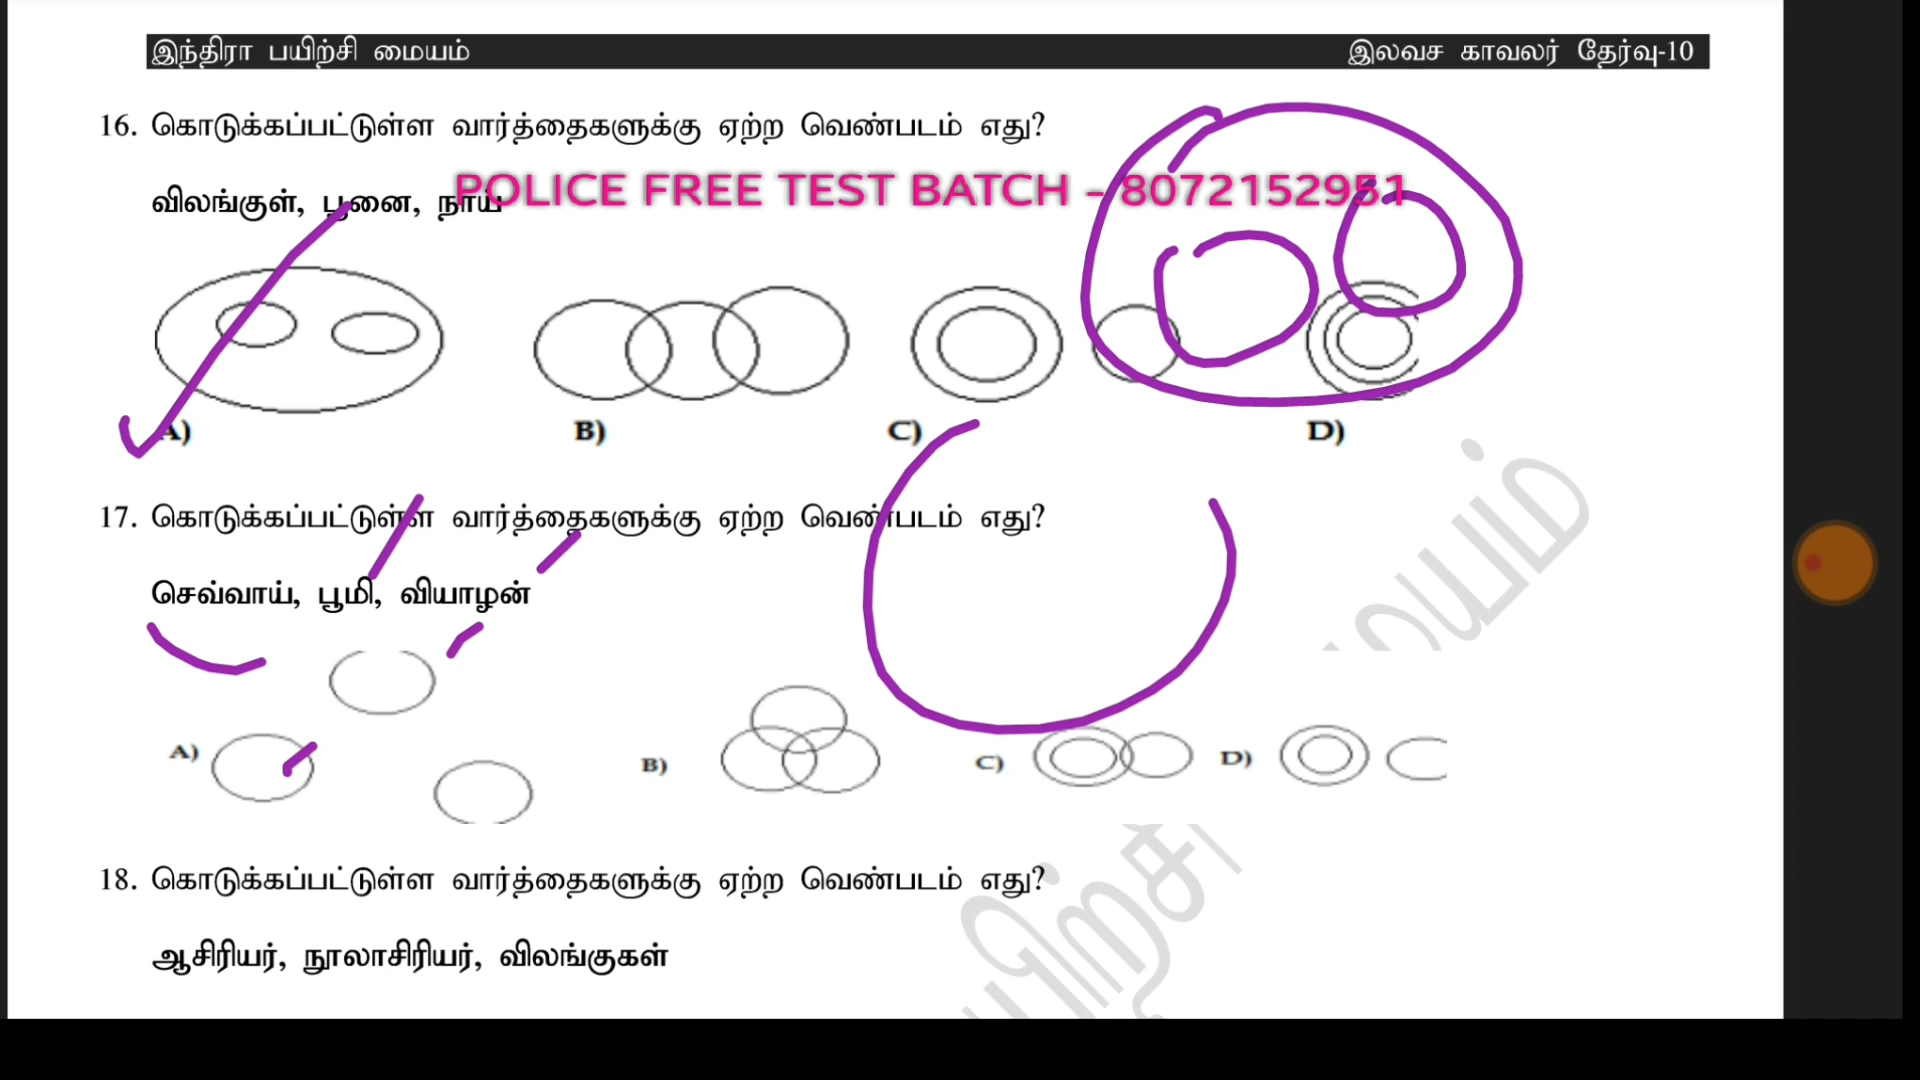 இந்திரா பயிற்சி மையம் இலவச காவலர் தேர்வு-10
16. கொடுக்கப்பட்டுள்ள வார்த்தைகளுக்கு ஏற்ற வெண்படம் எது?
POLICE FREE TEST BATCH - 8072152951
விலங்குள், பூனை, நாய்
A) B) C) D)
17. கொடுக்கப்பட்டுள்ள வார்த்தைகளுக்கு ஏற்ற வெண்படம் எது?
செவ்வாய், பூமி, வியாழன்
A) B) C) D)
18. கொடுக்கப்பட்டுள்ள வார்த்தைகளுக்கு ஏற்ற வெண்படம் எது?
ஆசிரியர், நூலாசிரியர், விலங்குகள்